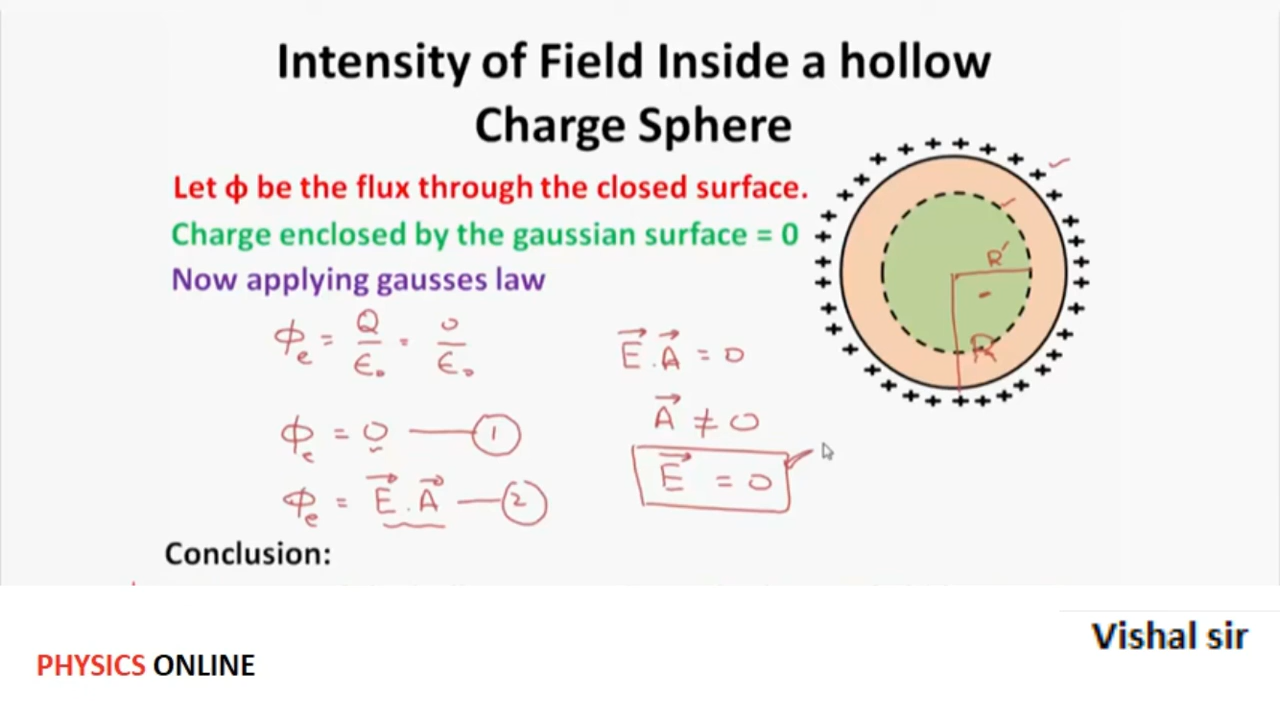 Intensity of Field Inside a hollow
Charge Sphere
Let ϕ be the flux through the closed surface.
Charge enclosed by the gaussian surface = 0
Now applying gausses law
ϕe = Q/ϵ₀ = 0/ϵ₀
ϕe = 0 —— ①
ϕe = E⃗ . A⃗ —— ②
E⃗ . A⃗ = 0
A⃗ ≠ 0
E⃗ = 0
R′
R
Conclusion:
Vishal sir
PHYSICS ONLINE